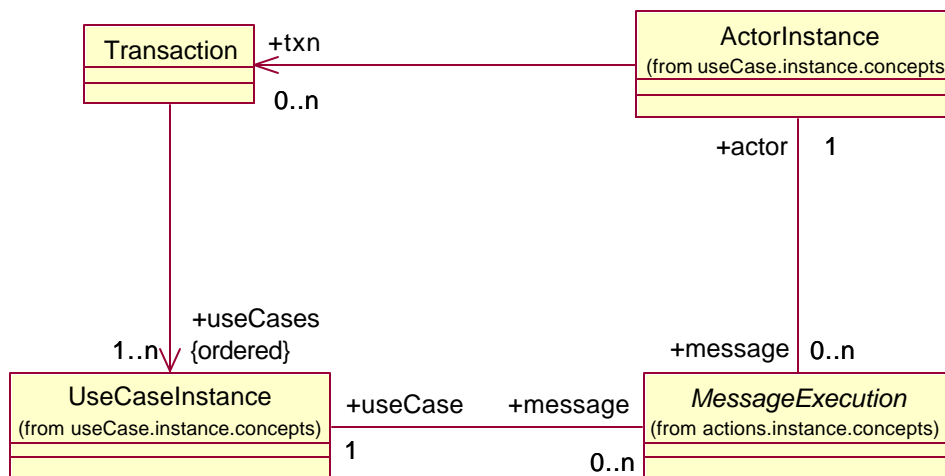 Transaction
+txn
0..n
ActorInstance
(from useCase.instance.concepts
+actor 1
+useCases
1..n {ordered}
+message 0..n
UseCaseInstance
(from useCase.instance.concepts)
+useCase +message
1
0..n
MessageExecution
(from actions.instance.concepts)